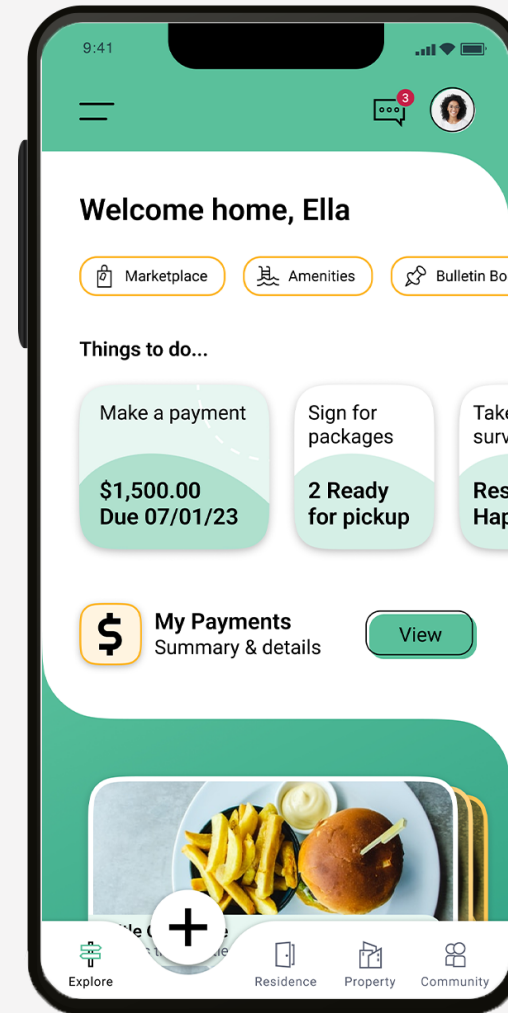 9:41
3
Welcome home, Ella
Marketplace
Amenities
Bulletin Bo
Things to do...
Make a payment
$1,500.00
Due 07/01/23
Sign for
packages
2 Ready
for pickup
Take
surv
Res
Hap
$
My Payments
Summary & details
View
+
Explore
Residence
Property
Community